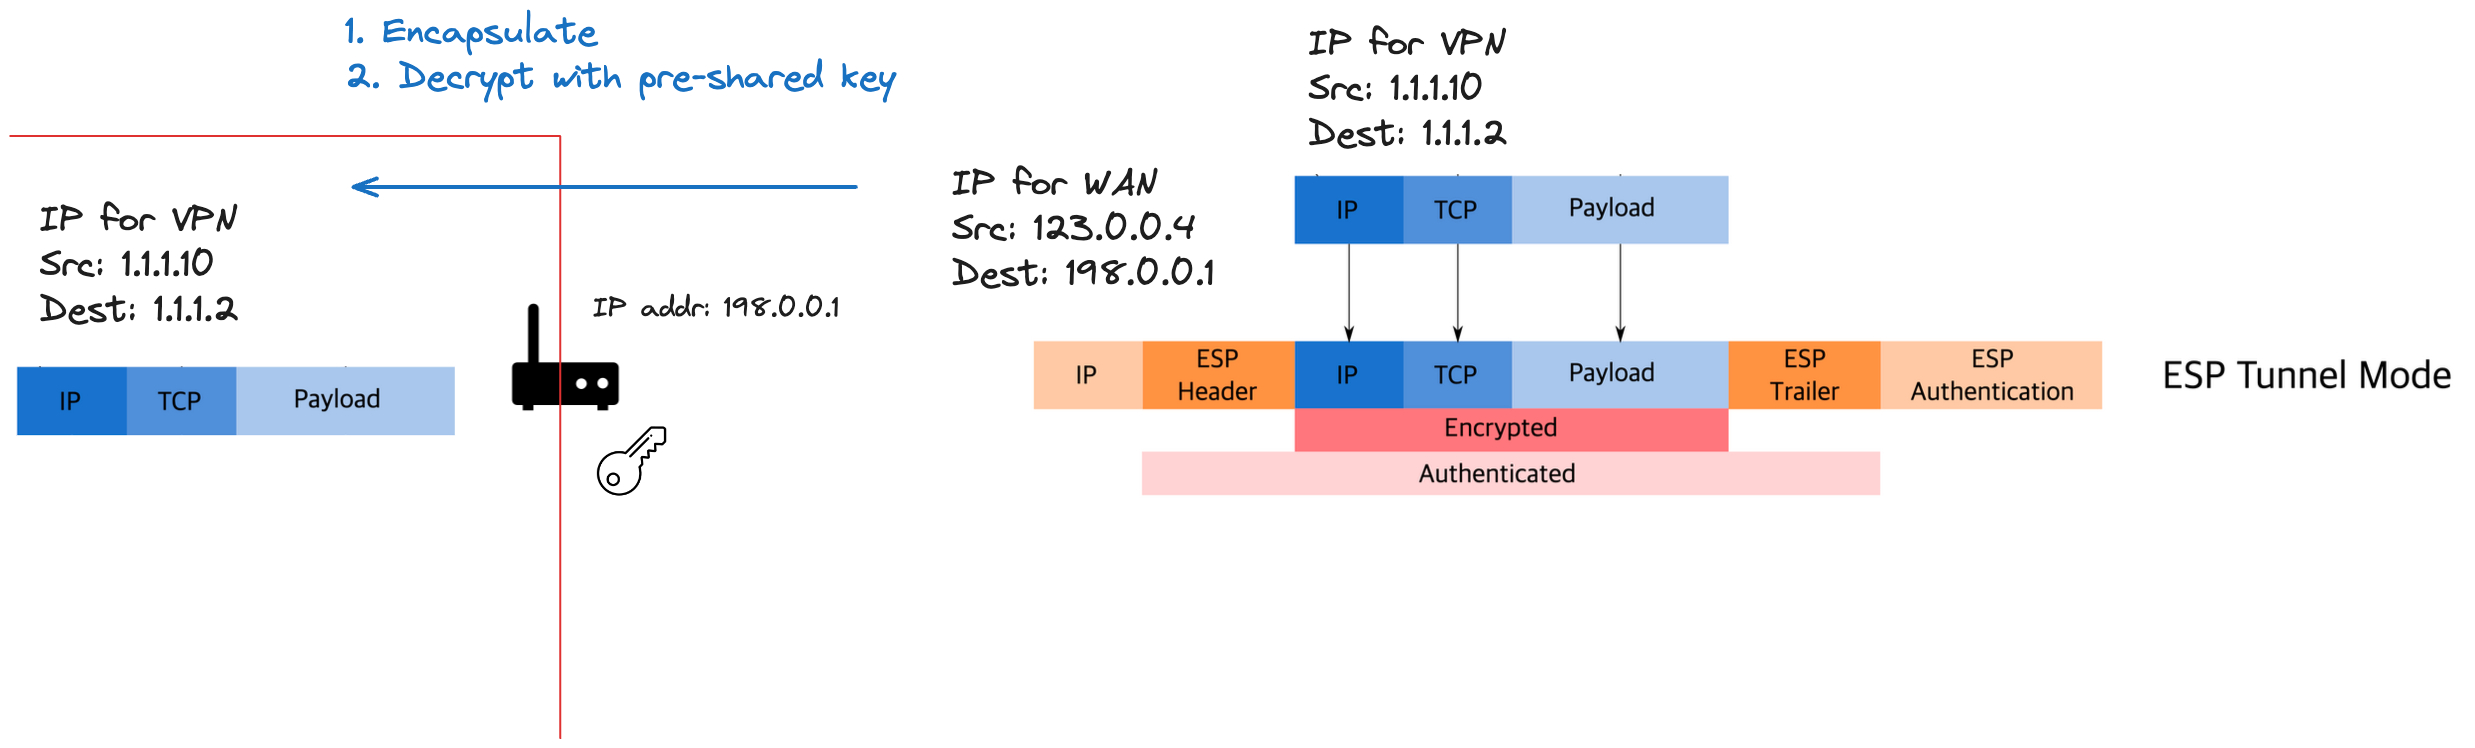 1. Encapsulate
2. Decrypt with pre-shared key
IP for VPN
Src: 1.1.1.10
Dest: 1.1.1.2
IP TCP Payload
IP addr: 198.0.0.1
IP for WAN
Src: 123.0.0.4
Dest: 198.0.0.1
IP for VPN
Src: 1.1.1.10
Dest: 1.1.1.2
IP TCP Payload
IP ESP Header IP TCP Payload ESP Trailer ESP Authentication
Encrypted
Authenticated
ESP Tunnel Mode